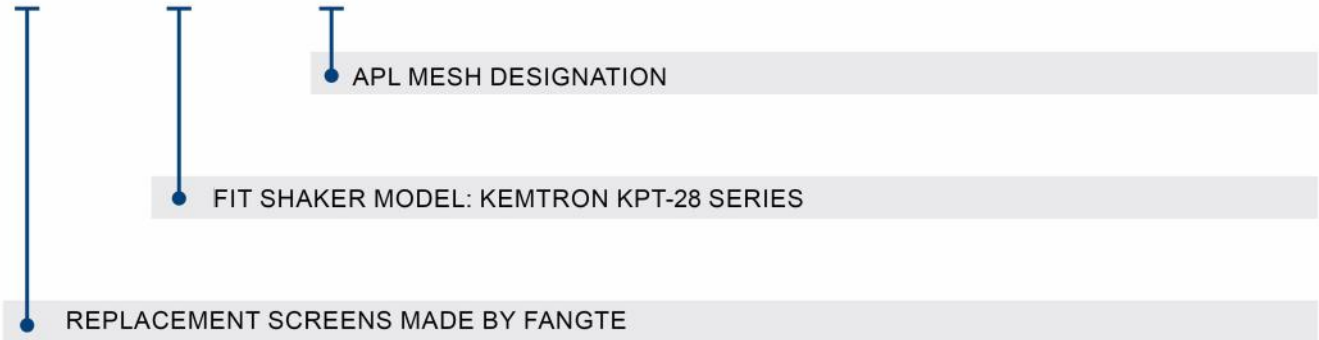 APL MESH DESIGNATION
FIT SHAKER MODEL: KEMTRON KPT-28 SERIES
REPLACEMENT SCREENS MADE BY FANGTE